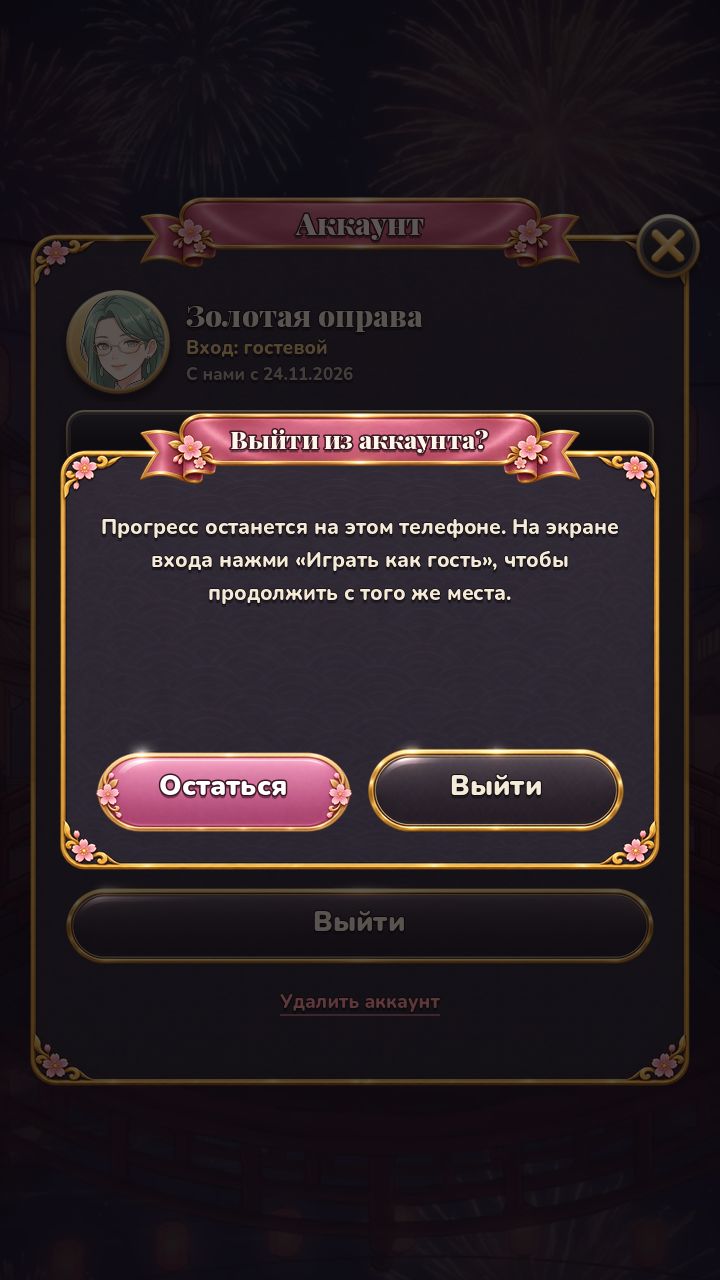 Аккаунт
Золотая оправа
Вход: гостевой
С нами с 24.11.2026
Выйти из аккаунта?
Прогресс останется на этом телефоне. На экране
входа нажми «Играть как гость», чтобы
продолжить с того же места.
Остаться
Выйти
Выйти
Удалить аккаунт